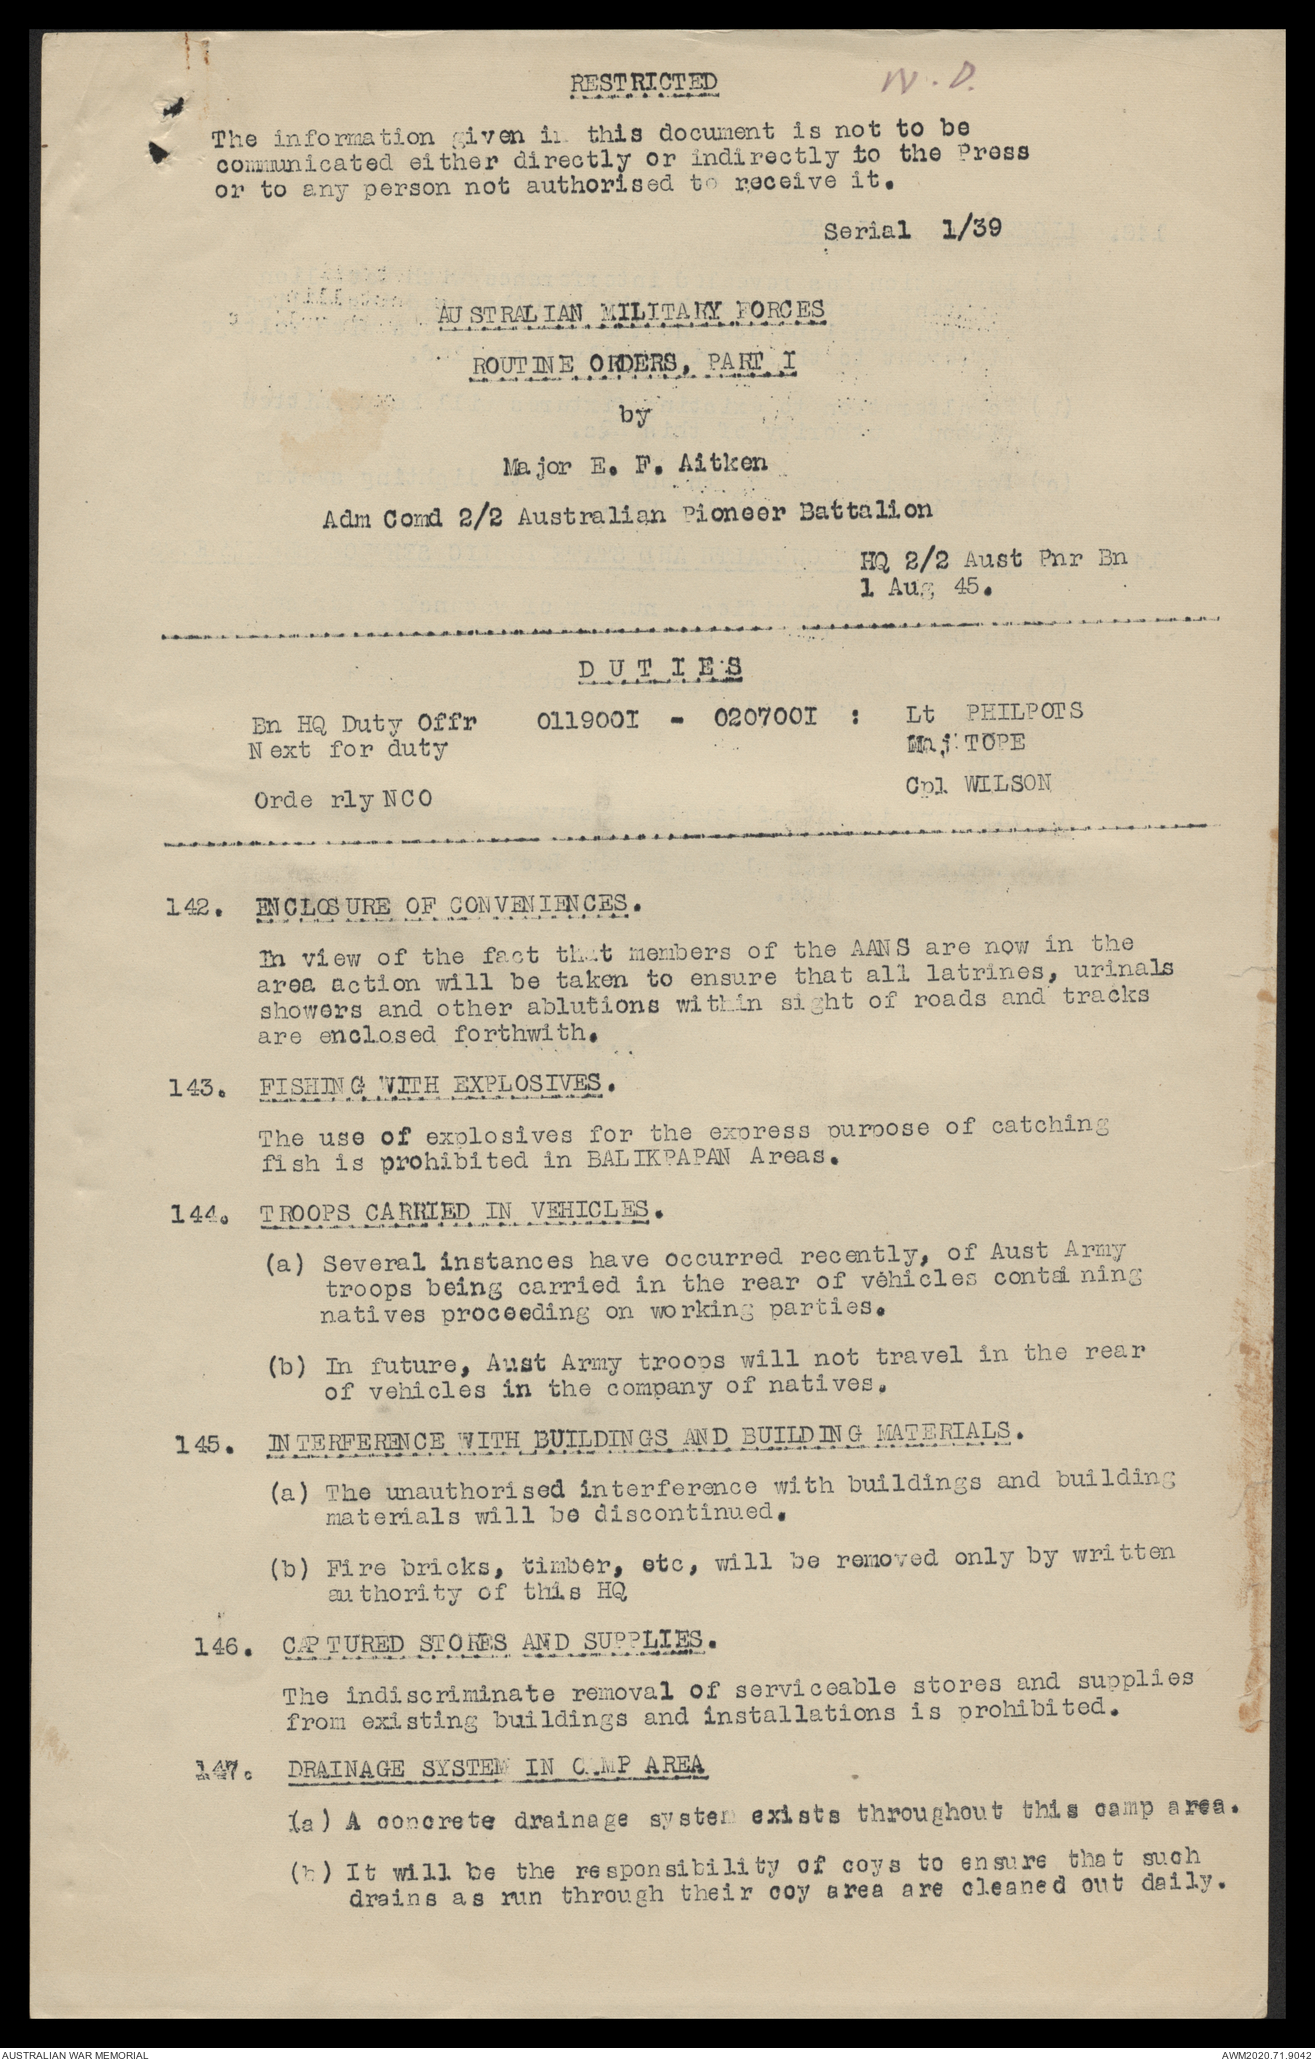 RESTRICTED
W.D.
The information given in this document is not to be
communicated either directly or indirectly to the Press
or to any person not authorised to receive it.
Serial 1/39
AUSTRALIAN MILITARY FORCES
ROUTINE ORDERS, PART I
by
Major E. F. Aitken
Adm Comd 2/2 Australian Pioneer Battalion
HQ 2/2 Aust Pnr Bn
1 Aug 45.
DUTIES
Bn HQ Duty Offr 011900I - 020700I : Lt PHILPOTS
Next for duty Maj TOPE
Orderly NCO Cpl WILSON
142. ENCLOSURE OF CONVENIENCES.
In view of the fact that members of the AANS are now in the
area action will be taken to ensure that all latrines, urinals
showers and other ablutions within sight of roads and tracks
are enclosed forthwith.
143. FISHING WITH EXPLOSIVES.
The use of explosives for the express purpose of catching
fish is prohibited in BALIKPAPAN Areas.
144. TROOPS CARRIED IN VEHICLES.
(a) Several instances have occurred recently, of Aust Army
troops being carried in the rear of vehicles containing
natives proceeding on working parties.
(b) In future, Aust Army troops will not travel in the rear
of vehicles in the company of natives.
145. INTERFERENCE WITH BUILDINGS AND BUILDING MATERIALS.
(a) The unauthorised interference with buildings and building
materials will be discontinued.
(b) Fire bricks, timber, etc, will be removed only by written
authority of this HQ
146. CAPTURED STORES AND SUPPLIES.
The indiscriminate removal of serviceable stores and supplies
from existing buildings and installations is prohibited.
147. DRAINAGE SYSTEM IN CAMP AREA
(a) A concrete drainage system exists throughout this camp area.
(b) It will be the responsibility of coys to ensure that such
drains as run through their coy area are cleaned out daily.
AUSTRALIAN WAR MEMORIAL
AWM2020.71.9042